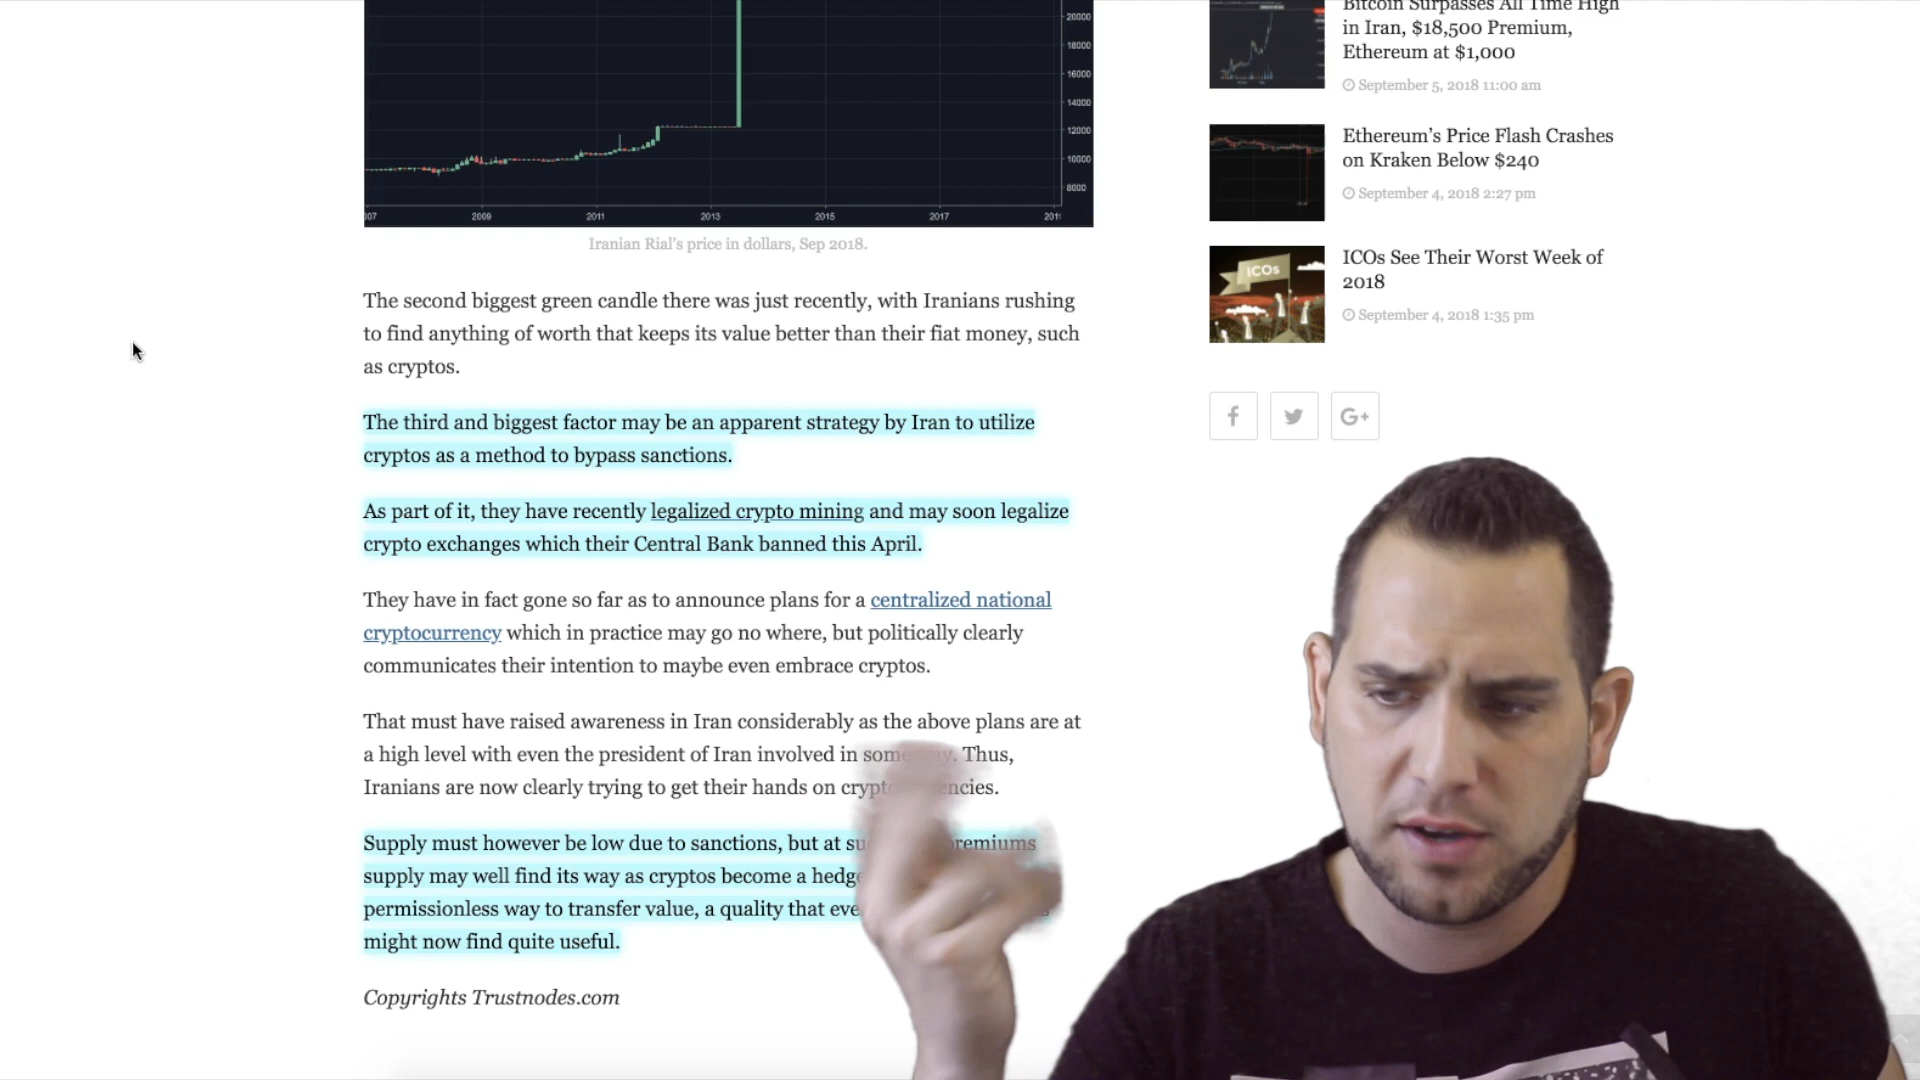 20000
18000
16000
14000
12000
10000
8000
2009
2011
2013
2015
2017
Iranian Rial's price in dollars, Sep 2018.
The second biggest green candle there was just recently, with Iranians rushing
to find anything of worth that keeps its value better than their fiat money, such
as cryptos.
The third and biggest factor may be an apparent strategy by Iran to utilize
cryptos as a method to bypass sanctions.
As part of it, they have recently legalized crypto mining and may soon legalize
crypto exchanges which their Central Bank banned this April.
They have in fact gone so far as to announce plans for a centralized national
cryptocurrency which in practice may go no where, but politically clearly
communicates their intention to maybe even embrace cryptos.
That must have raised awareness in Iran considerably as the above plans are at
a high level with even the president of Iran involved in some way. Thus,
Iranians are now clearly trying to get their hands on
Supply must however be low due to sanctions, but at premiums
supply may well find its way as cryptos become a hedge
permissionless way to transfer value, a quality that
might now find quite useful.
Copyrights Trustnodes.com
Bitcoin Surpasses All Time High
in Iran, $18,500 Premium,
Ethereum at $1,000
September 5, 2018 11:00 am
Ethereum's Price Flash Crashes
on Kraken Below $240
September 4, 2018 2:27 pm
ICOs
ICOs See Their Worst Week of
2018
September 4, 2018 1:35 pm
f
G+